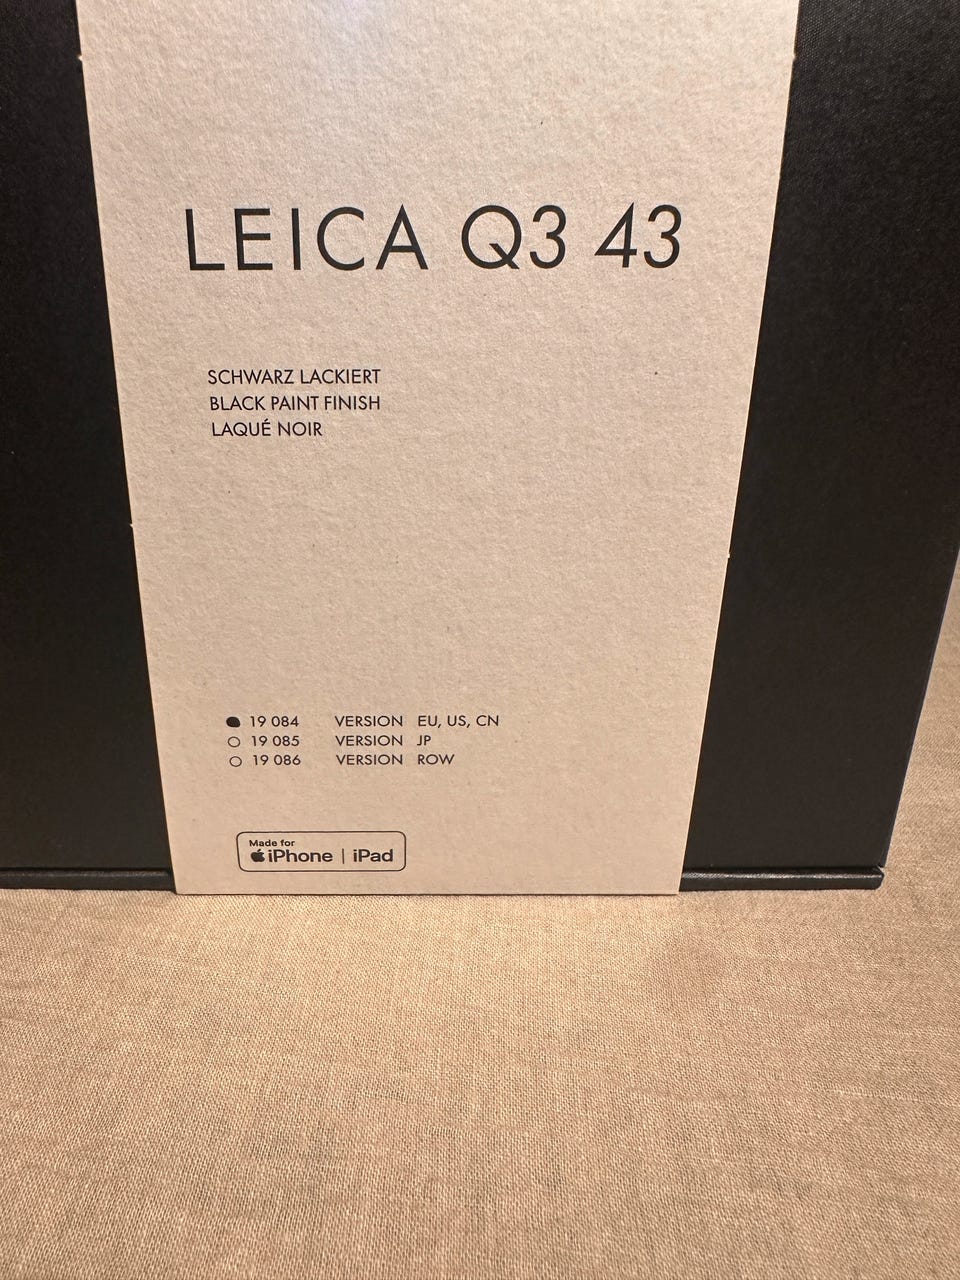 LEICA Q3 43
SCHWARZ LACKIERT
BLACK PAINT FINISH
LAQUÉ NOIR
19 084 VERSION EU, US, CN
19 085 VERSION JP
19 086 VERSION ROW
Made for
iPhone | iPad